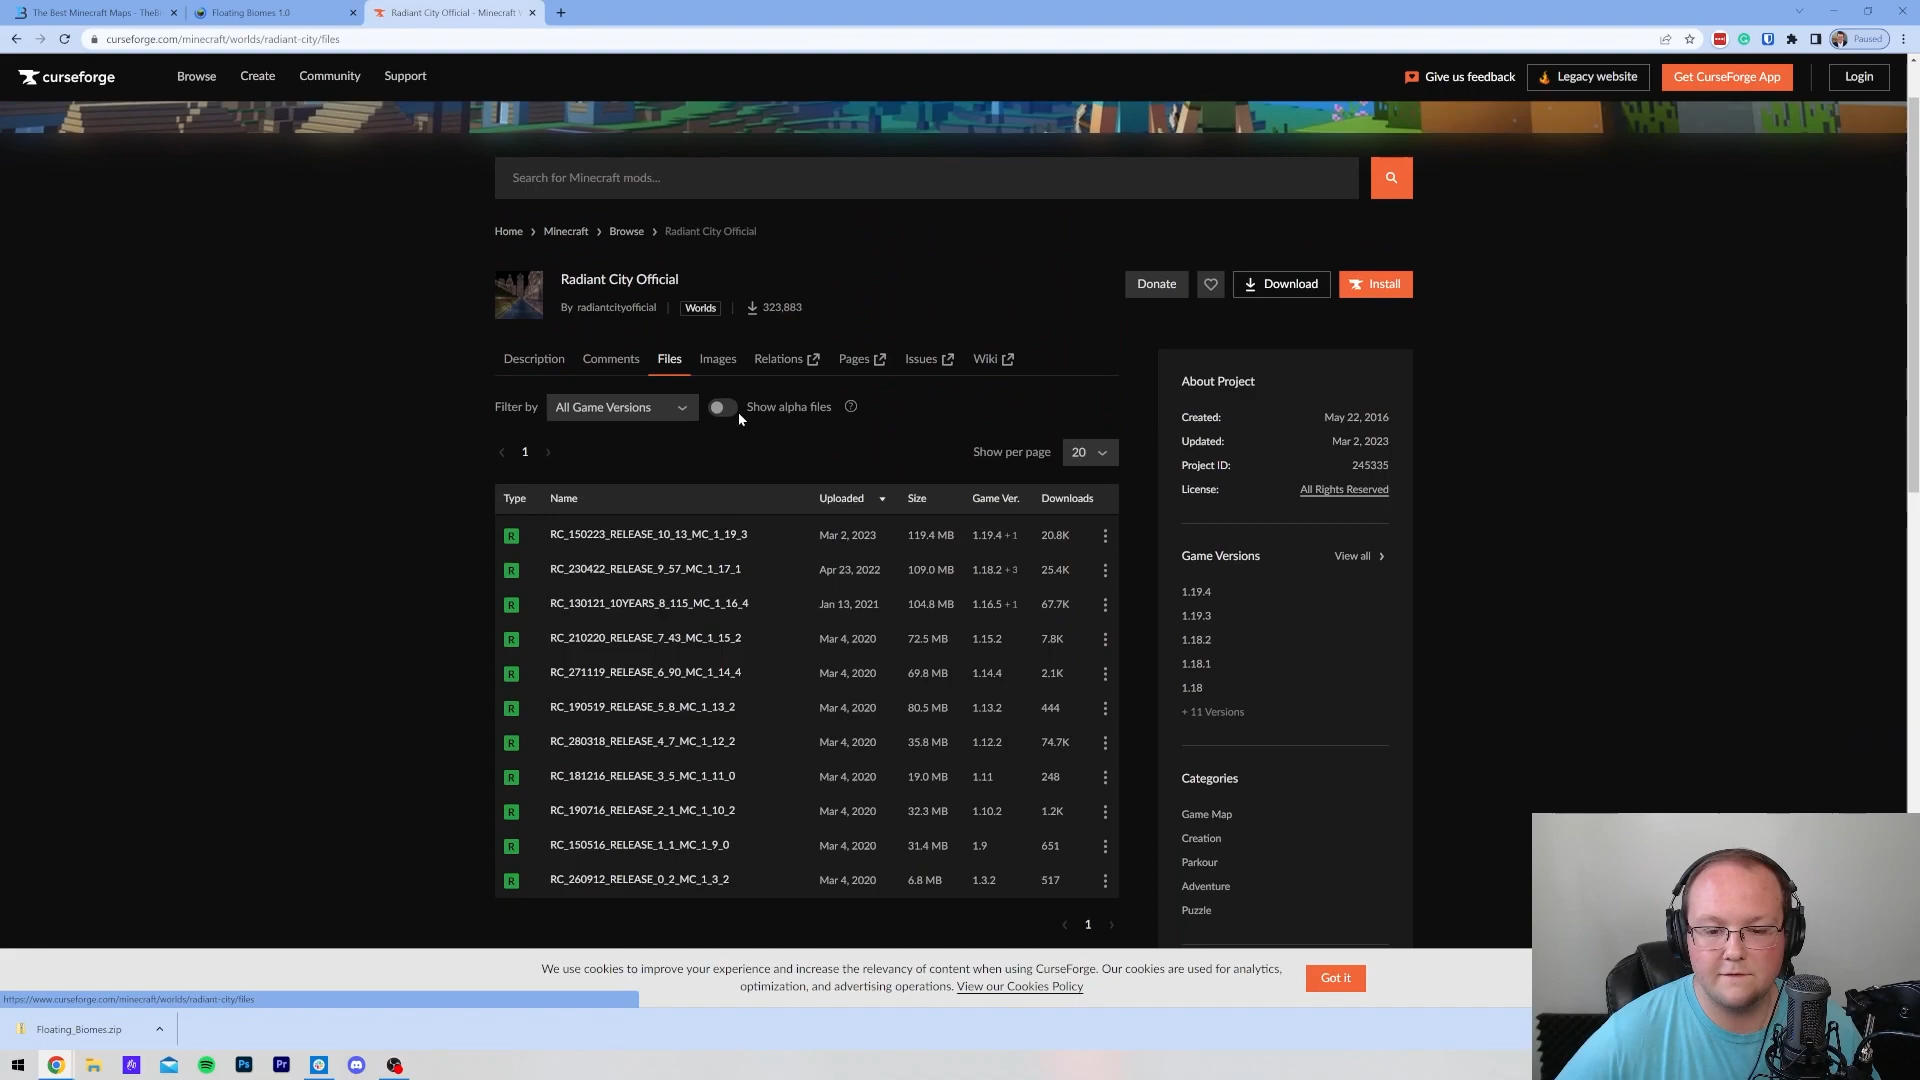 The Best Minecraft Maps - TheB
Floating Biomes 1.0
Radiant City Official - Minecraft
curseforge.com/minecraft/worlds/radiant-city/files
Paused
curseforge
Browse
Create
Community
Support
Give us feedback
Legacy website
Get CurseForge App
Login
Search for Minecraft mods...
Home > Minecraft > Browse > Radiant City Official
Radiant City Official
By radiantcityofficial | Worlds | 323,883
Donate
Download
Install
Description Comments Files Images Relations Pages Issues Wiki
Filter by All Game Versions Show alpha files
1
Show per page 20
Type Name Uploaded Size Game Ver. Downloads
R RC_150223_RELEASE_10_13_MC_1_19_3 Mar 2, 2023 119.4 MB 1.19.4 + 1 20.8K
R RC_230422_RELEASE_9_57_MC_1_17_1 Apr 23, 2022 109.0 MB 1.18.2 + 3 25.4K
R RC_130121_10YEARS_8_115_MC_1_16_4 Jan 13, 2021 104.8 MB 1.16.5 + 1 67.7K
R RC_210220_RELEASE_7_43_MC_1_15_2 Mar 4, 2020 72.5 MB 1.15.2 7.8K
R RC_271119_RELEASE_6_90_MC_1_14_4 Mar 4, 2020 69.8 MB 1.14.4 2.1K
R RC_190519_RELEASE_5_8_MC_1_13_2 Mar 4, 2020 80.5 MB 1.13.2 444
R RC_280318_RELEASE_4_7_MC_1_12_2 Mar 4, 2020 35.8 MB 1.12.2 74.7K
R RC_181216_RELEASE_3_5_MC_1_11_0 Mar 4, 2020 19.0 MB 1.11 248
R RC_190716_RELEASE_2_1_MC_1_10_2 Mar 4, 2020 32.3 MB 1.10.2 1.2K
R RC_150516_RELEASE_1_1_MC_1_9_0 Mar 4, 2020 31.4 MB 1.9 651
R RC_260912_RELEASE_0_2_MC_1_3_2 Mar 4, 2020 6.8 MB 1.3.2 517
1
About Project
Created: May 22, 2016
Updated: Mar 2, 2023
Project ID: 245335
License: All Rights Reserved
Game Versions View all >
1.19.4
1.19.3
1.18.2
1.18.1
1.18
+ 11 Versions
Categories
Game Map
Creation
Parkour
Adventure
Puzzle
We use cookies to improve your experience and increase the relevancy of content when using CurseForge. Our cookies are used for analytics,
optimization, and advertising operations. View our Cookies Policy
Got it
https://www.curseforge.com/minecraft/worlds/radiant-city/files
Floating_Biomes.zip
Ps
Pr